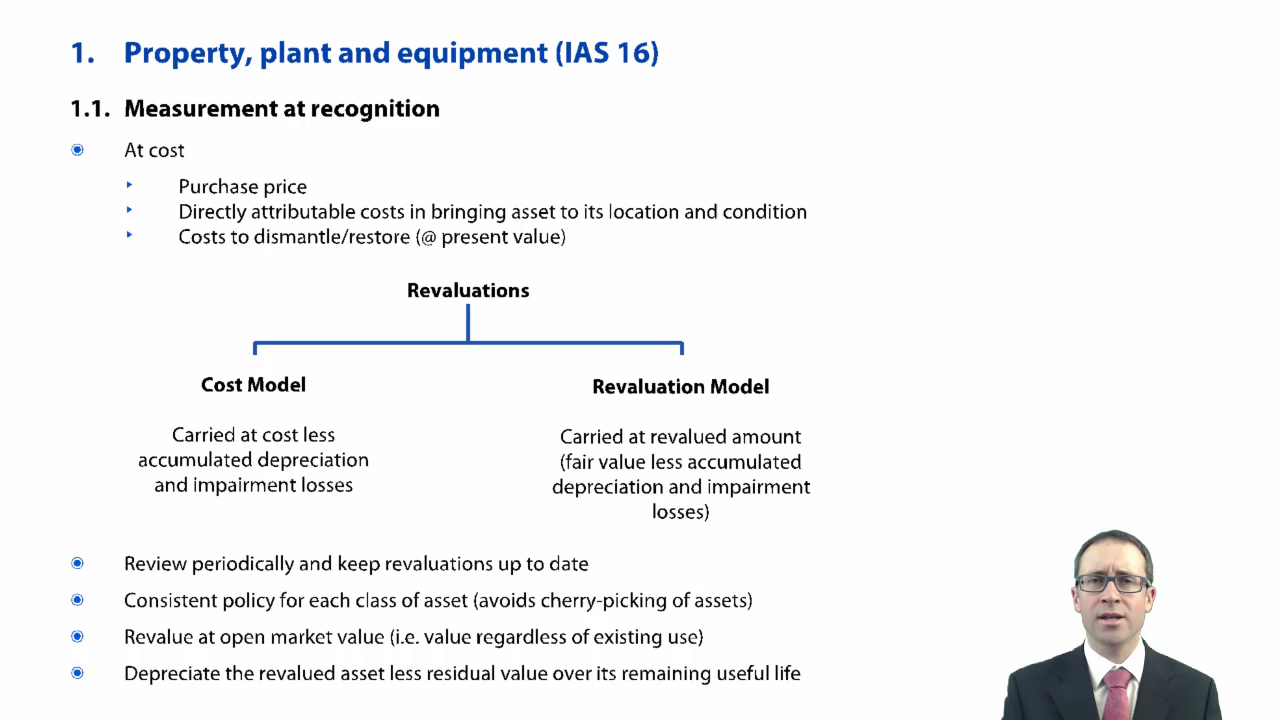 1. Property, plant and equipment (IAS 16)
1.1. Measurement at recognition
At cost
Purchase price
Directly attributable costs in bringing asset to its location and condition
Costs to dismantle/restore (@ present value)
Revaluations
Cost Model
Carried at cost less
accumulated depreciation
and impairment losses
Revaluation Model
Carried at revalued amount
(fair value less accumulated
depreciation and impairment
losses)
Review periodically and keep revaluations up to date
Consistent policy for each class of asset (avoids cherry-picking of assets)
Revalue at open market value (i.e. value regardless of existing use)
Depreciate the revalued asset less residual value over its remaining useful life